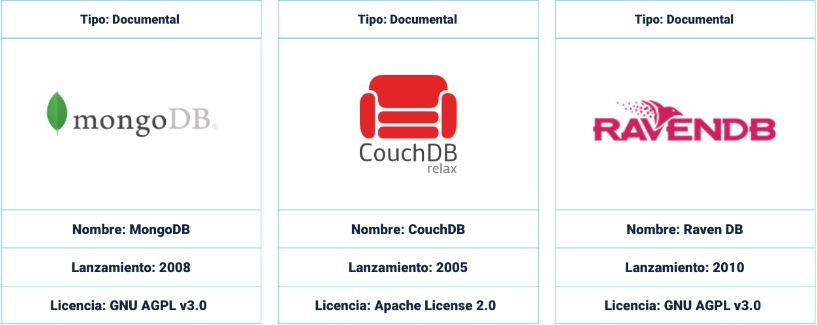 Tipo: Documental
mongoDB®
Nombre: MongoDB
Lanzamiento: 2008
Licencia: GNU AGPL v3.0
Tipo: Documental
CouchDB
relax
Nombre: CouchDB
Lanzamiento: 2005
Licencia: Apache License 2.0
Tipo: Documental
RAVENDB
Nombre: Raven DB
Lanzamiento: 2010
Licencia: GNU AGPL v3.0